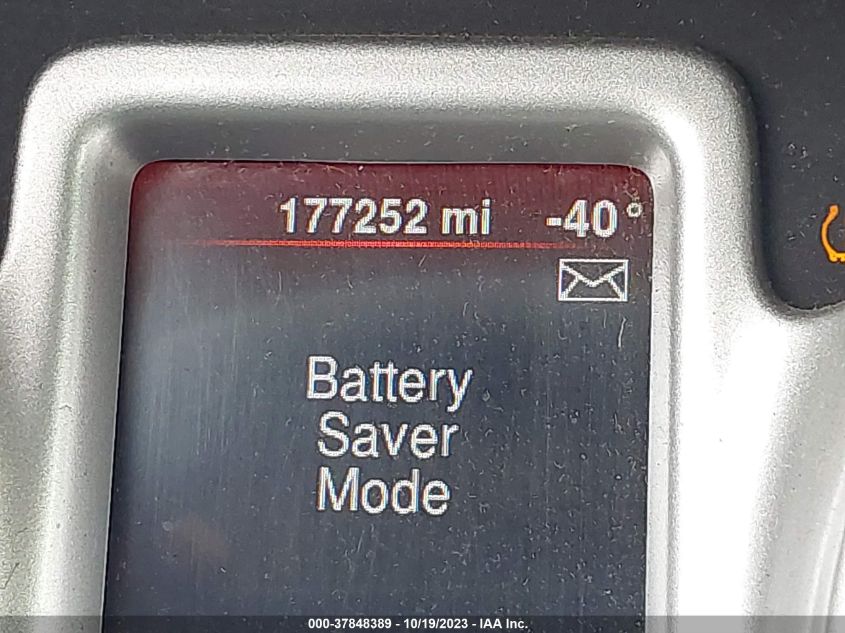 177252 mi -40°
Battery
Saver
Mode
000-37848389 - 10/19/2023 - IAA Inc.